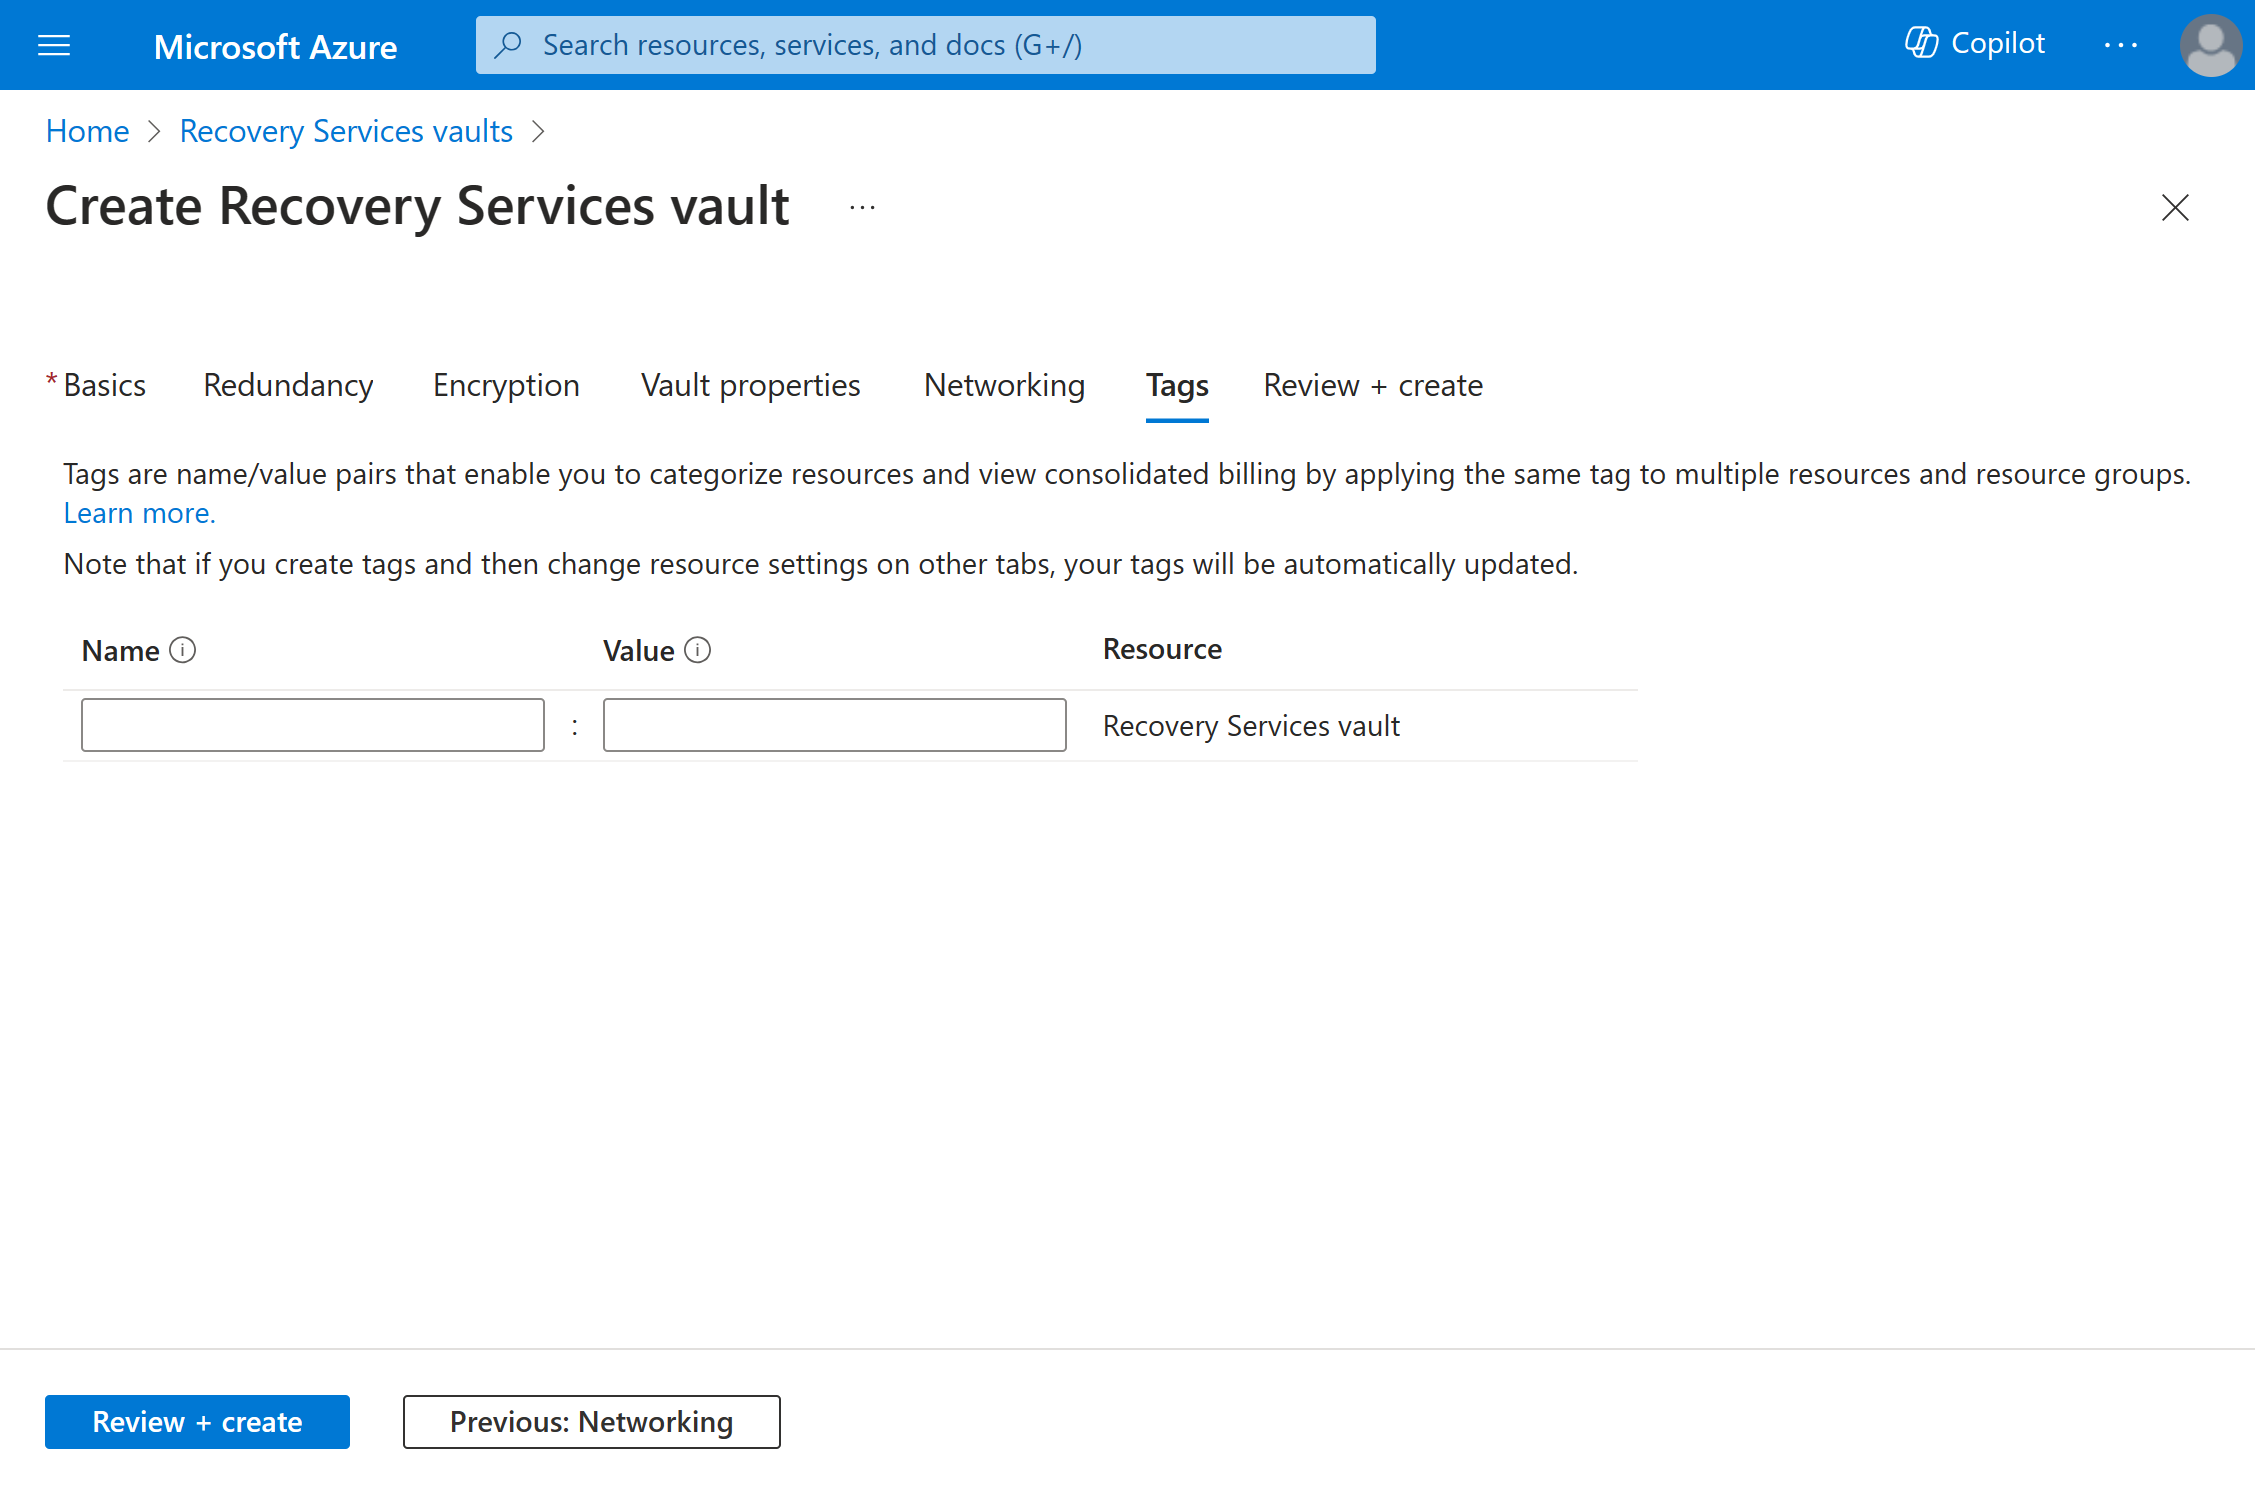 Microsoft Azure
Search resources, services, and docs (G+/)
Copilot
Home
Recovery Services vaults
Create Recovery Services vault
* Basics
Redundancy
Encryption
Vault properties
Networking
Tags
Review + create
Tags are name/value pairs that enable you to categorize resources and view consolidated billing by applying the same tag to multiple resources and resource groups.
Learn more.
Note that if you create tags and then change resource settings on other tabs, your tags will be automatically updated.
Name
Value
Resource
:
Recovery Services vault
Review + create
Previous: Networking